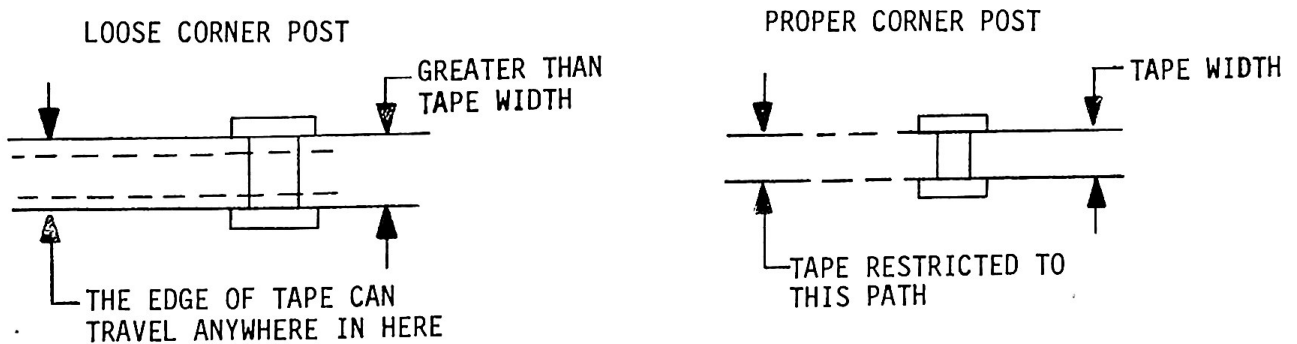 LOOSE CORNER POST
GREATER THAN
TAPE WIDTH
THE EDGE OF TAPE CAN
TRAVEL ANYWHERE IN HERE
PROPER CORNER POST
TAPE WIDTH
TAPE RESTRICTED TO
THIS PATH